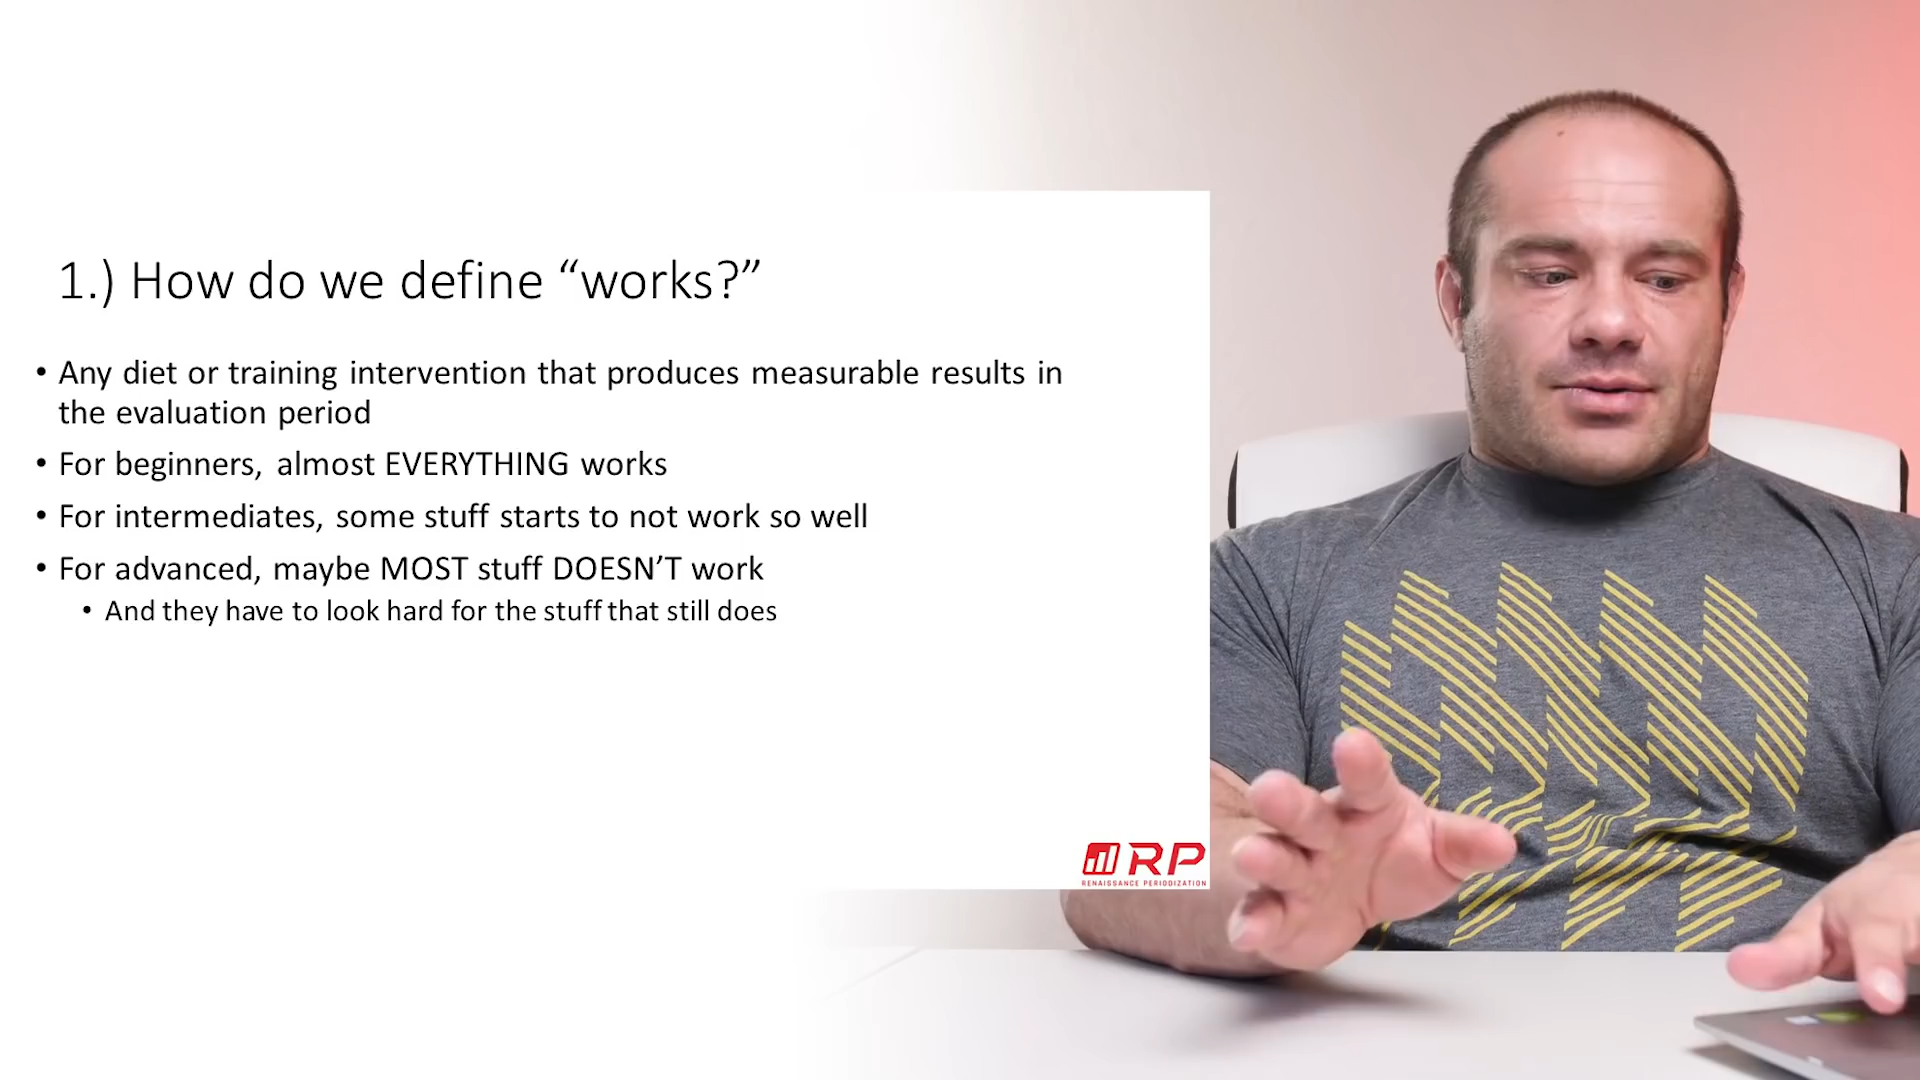 1.) How do we define “works?”
• Any diet or training intervention that produces measurable results in
the evaluation period
• For beginners, almost EVERYTHING works
• For intermediates, some stuff starts to not work so well
• For advanced, maybe MOST stuff DOESN’T work
• And they have to look hard for the stuff that still does
RP
RENAISSANCE PERIODIZATION